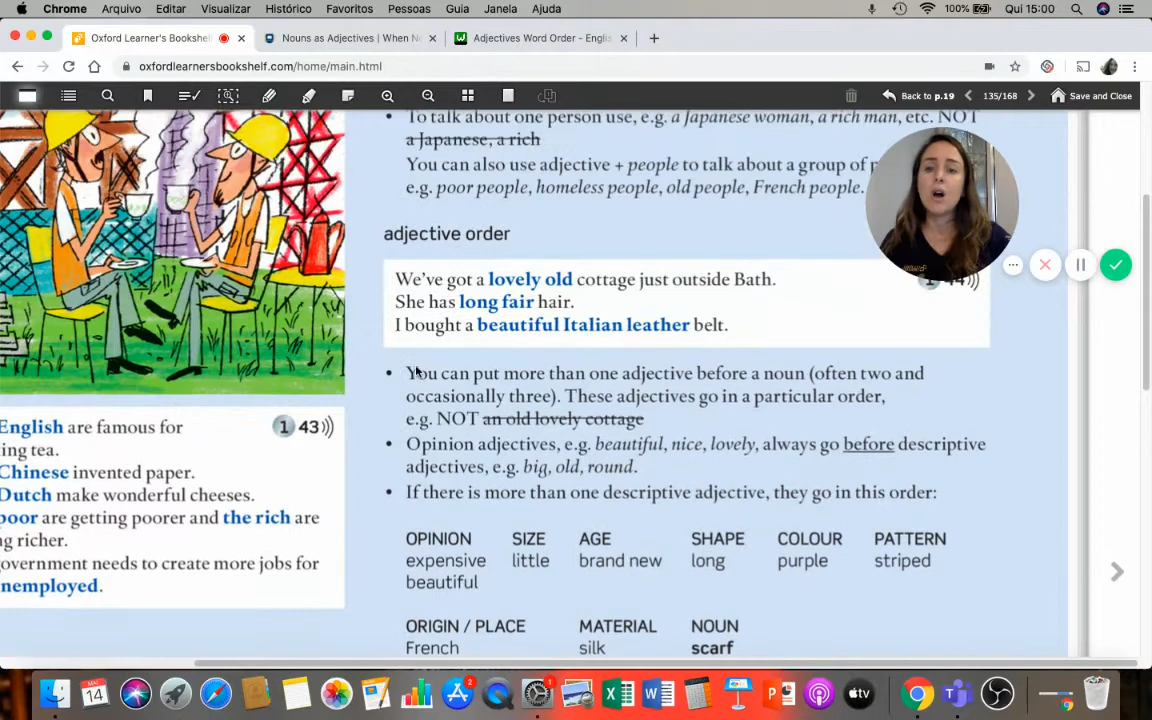 Chrome Arquivo Editar Visualizar Histórico Favoritos Pessoas Guia Janela Ajuda 100% Qui 15:00
Oxford Learner's Bookshel Nouns as Adjectives | When N Adjectives Word Order - Englis
oxfordlearnersbookshelf.com/home/main.html
Back to p.19 135/168 Save and Close
• To talk about one person use, e.g. a Japanese woman, a rich man, etc. NOT
a Japanese, a rich
You can also use adjective + people to talk about a group of
e.g. poor people, homeless people, old people, French people.
adjective order
We've got a lovely old cottage just outside Bath.
She has long fair hair.
I bought a beautiful Italian leather belt.
• You can put more than one adjective before a noun (often two and
occasionally three). These adjectives go in a particular order,
e.g. NOT an old lovely cottage
• Opinion adjectives, e.g. beautiful, nice, lovely, always go before descriptive
adjectives, e.g. big, old, round.
• If there is more than one descriptive adjective, they go in this order:
OPINION SIZE AGE SHAPE COLOUR PATTERN
expensive little brand new long purple striped
beautiful
ORIGIN / PLACE MATERIAL NOUN
French silk scarf
English are famous for 1 43
ting tea.
Chinese invented paper.
Dutch make wonderful cheeses.
poor are getting poorer and the rich are
ng richer.
overnment needs to create more jobs for
nemployed.
MAI
14
2
1
tv